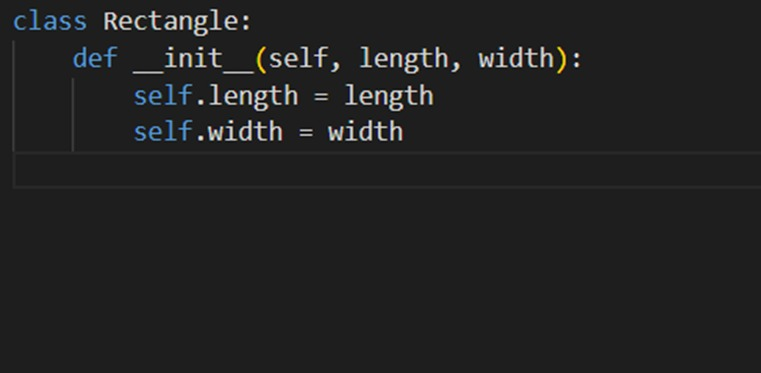 class Rectangle:
    def __init__(self, length, width):
        self.length = length
        self.width = width